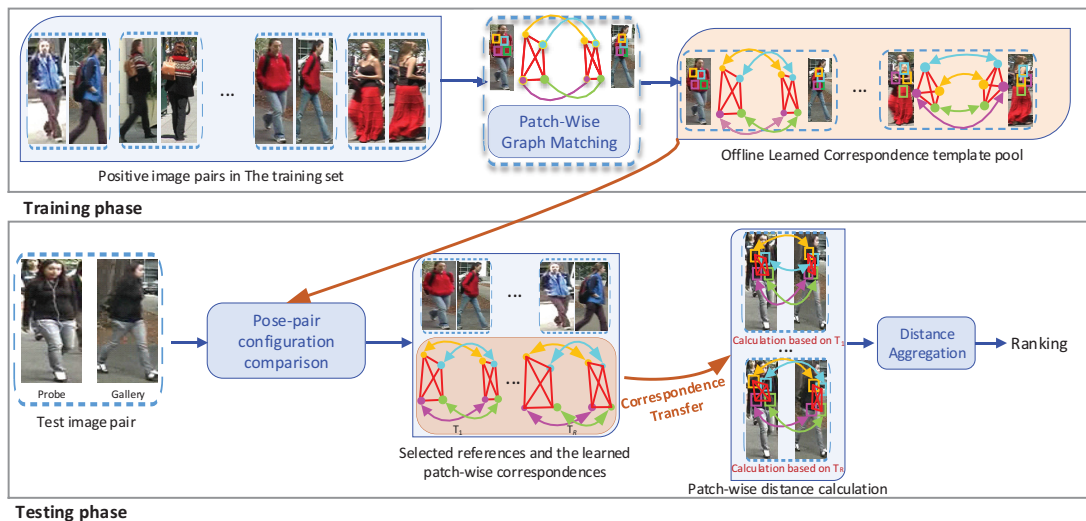 ...
Patch-Wise
Graph Matching
...
Positive image pairs in The training set
Offline Learned Correspondence template pool
Training phase
Probe
Gallery
Test image pair
Pose-pair
configuration
comparison
...
...
T1
TR
Selected references and the learned
patch-wise correspondences
Correspondence
Transfer
Calculation based on T1
...
Calculation based on TR
Patch-wise distance calculation
Distance
Aggregation
Ranking
Testing phase